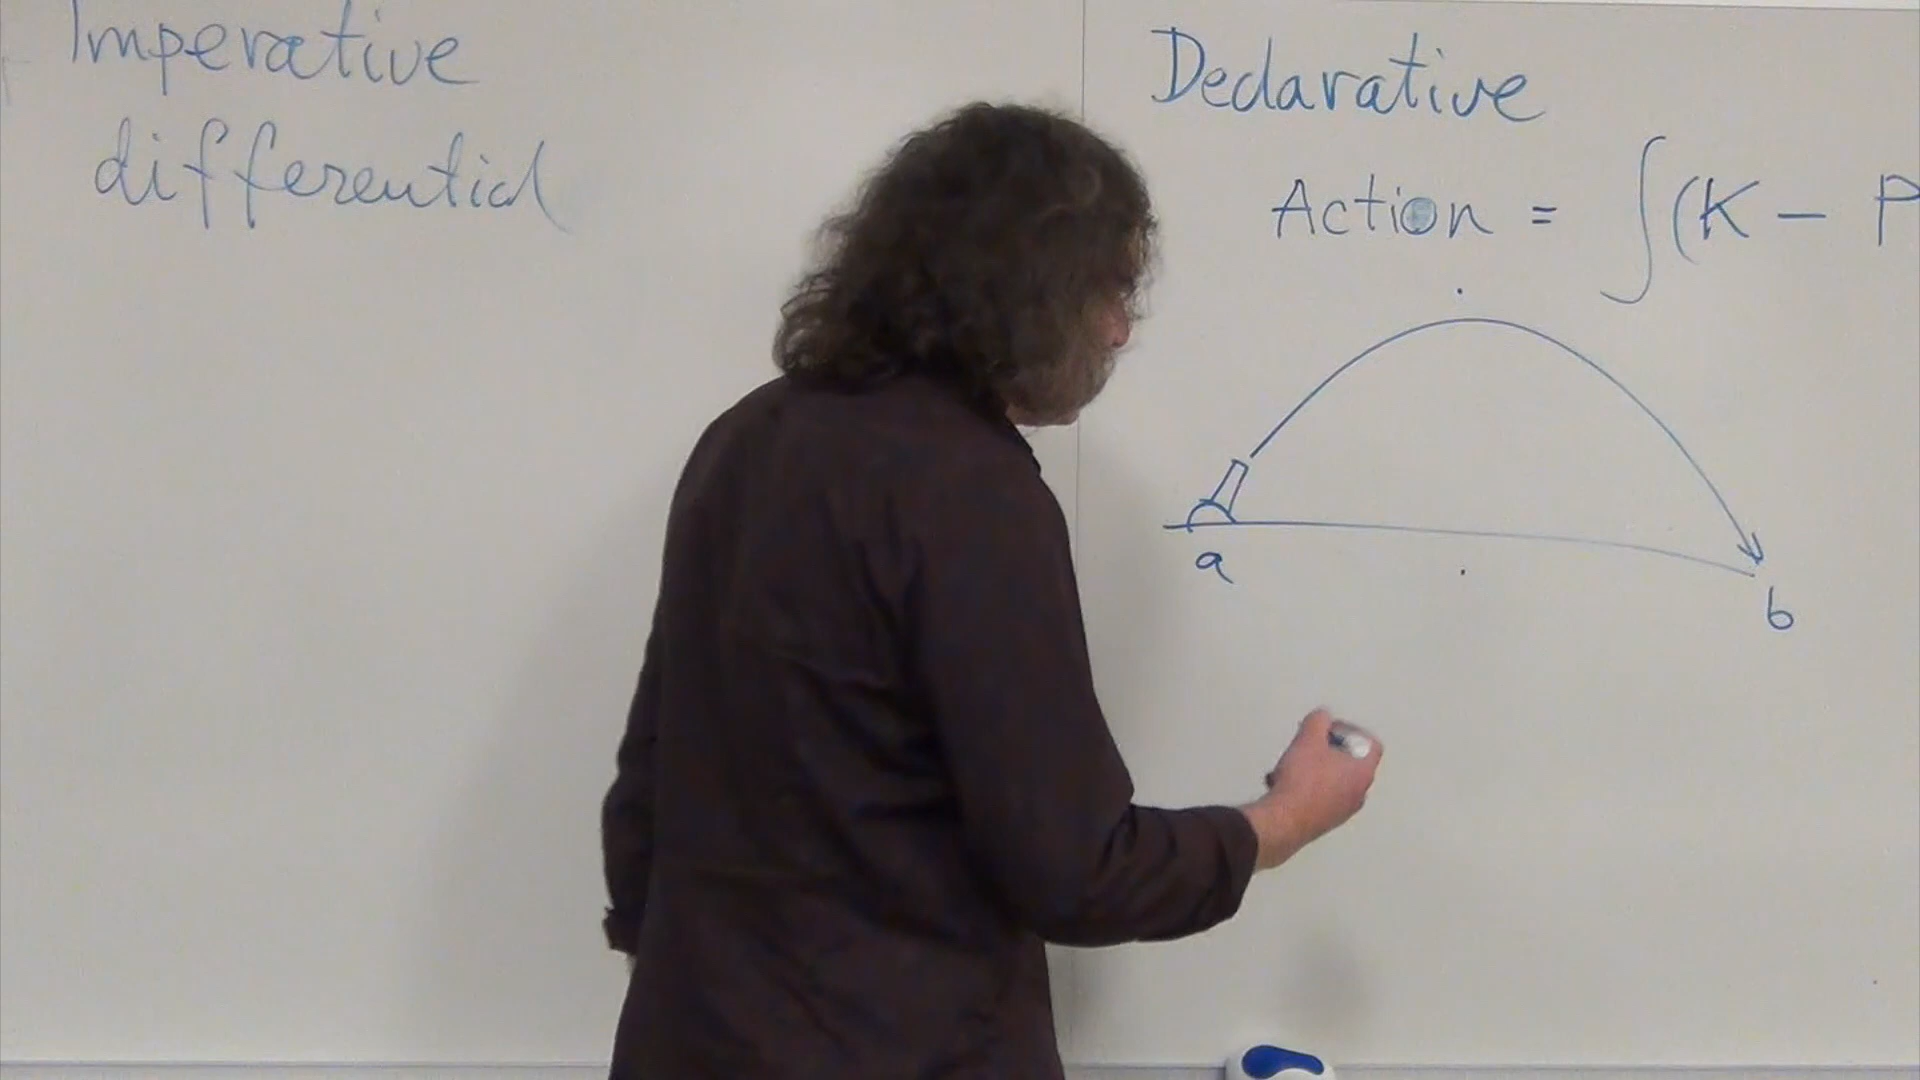 Imperative
differential
Declarative
Action = ∫(K - P
a
b